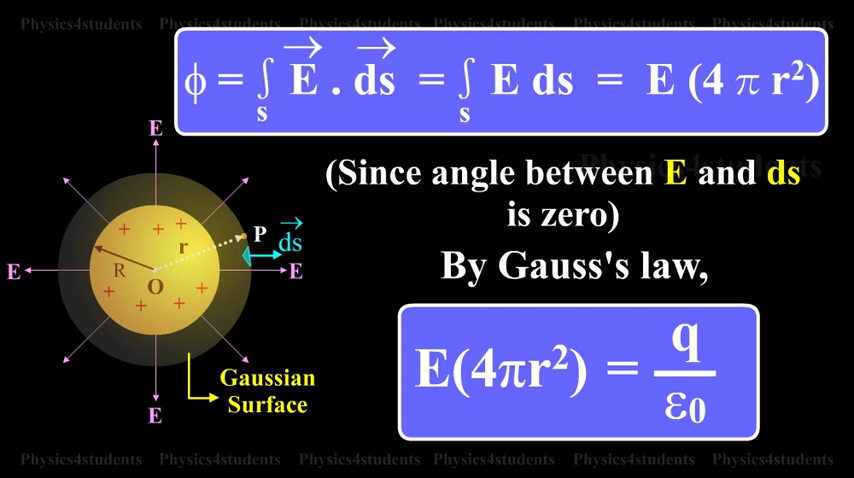 Physics4students Physics4students Physics4students Physics4students Physics4students Physics4students
ϕ = ∫s E⃗ . ds⃗ = ∫s E ds = E (4 π r²)
Physics4students
(Since angle between E and ds
is zero)
By Gauss's law,
E(4πr²) = q/ε₀
E
P
ds⃗
r
R
O
E
E
E
+ + +
+ +
+ +
Gaussian
Surface
Physics4students Physics4students Physics4students Physics4students Physics4students Physics4students